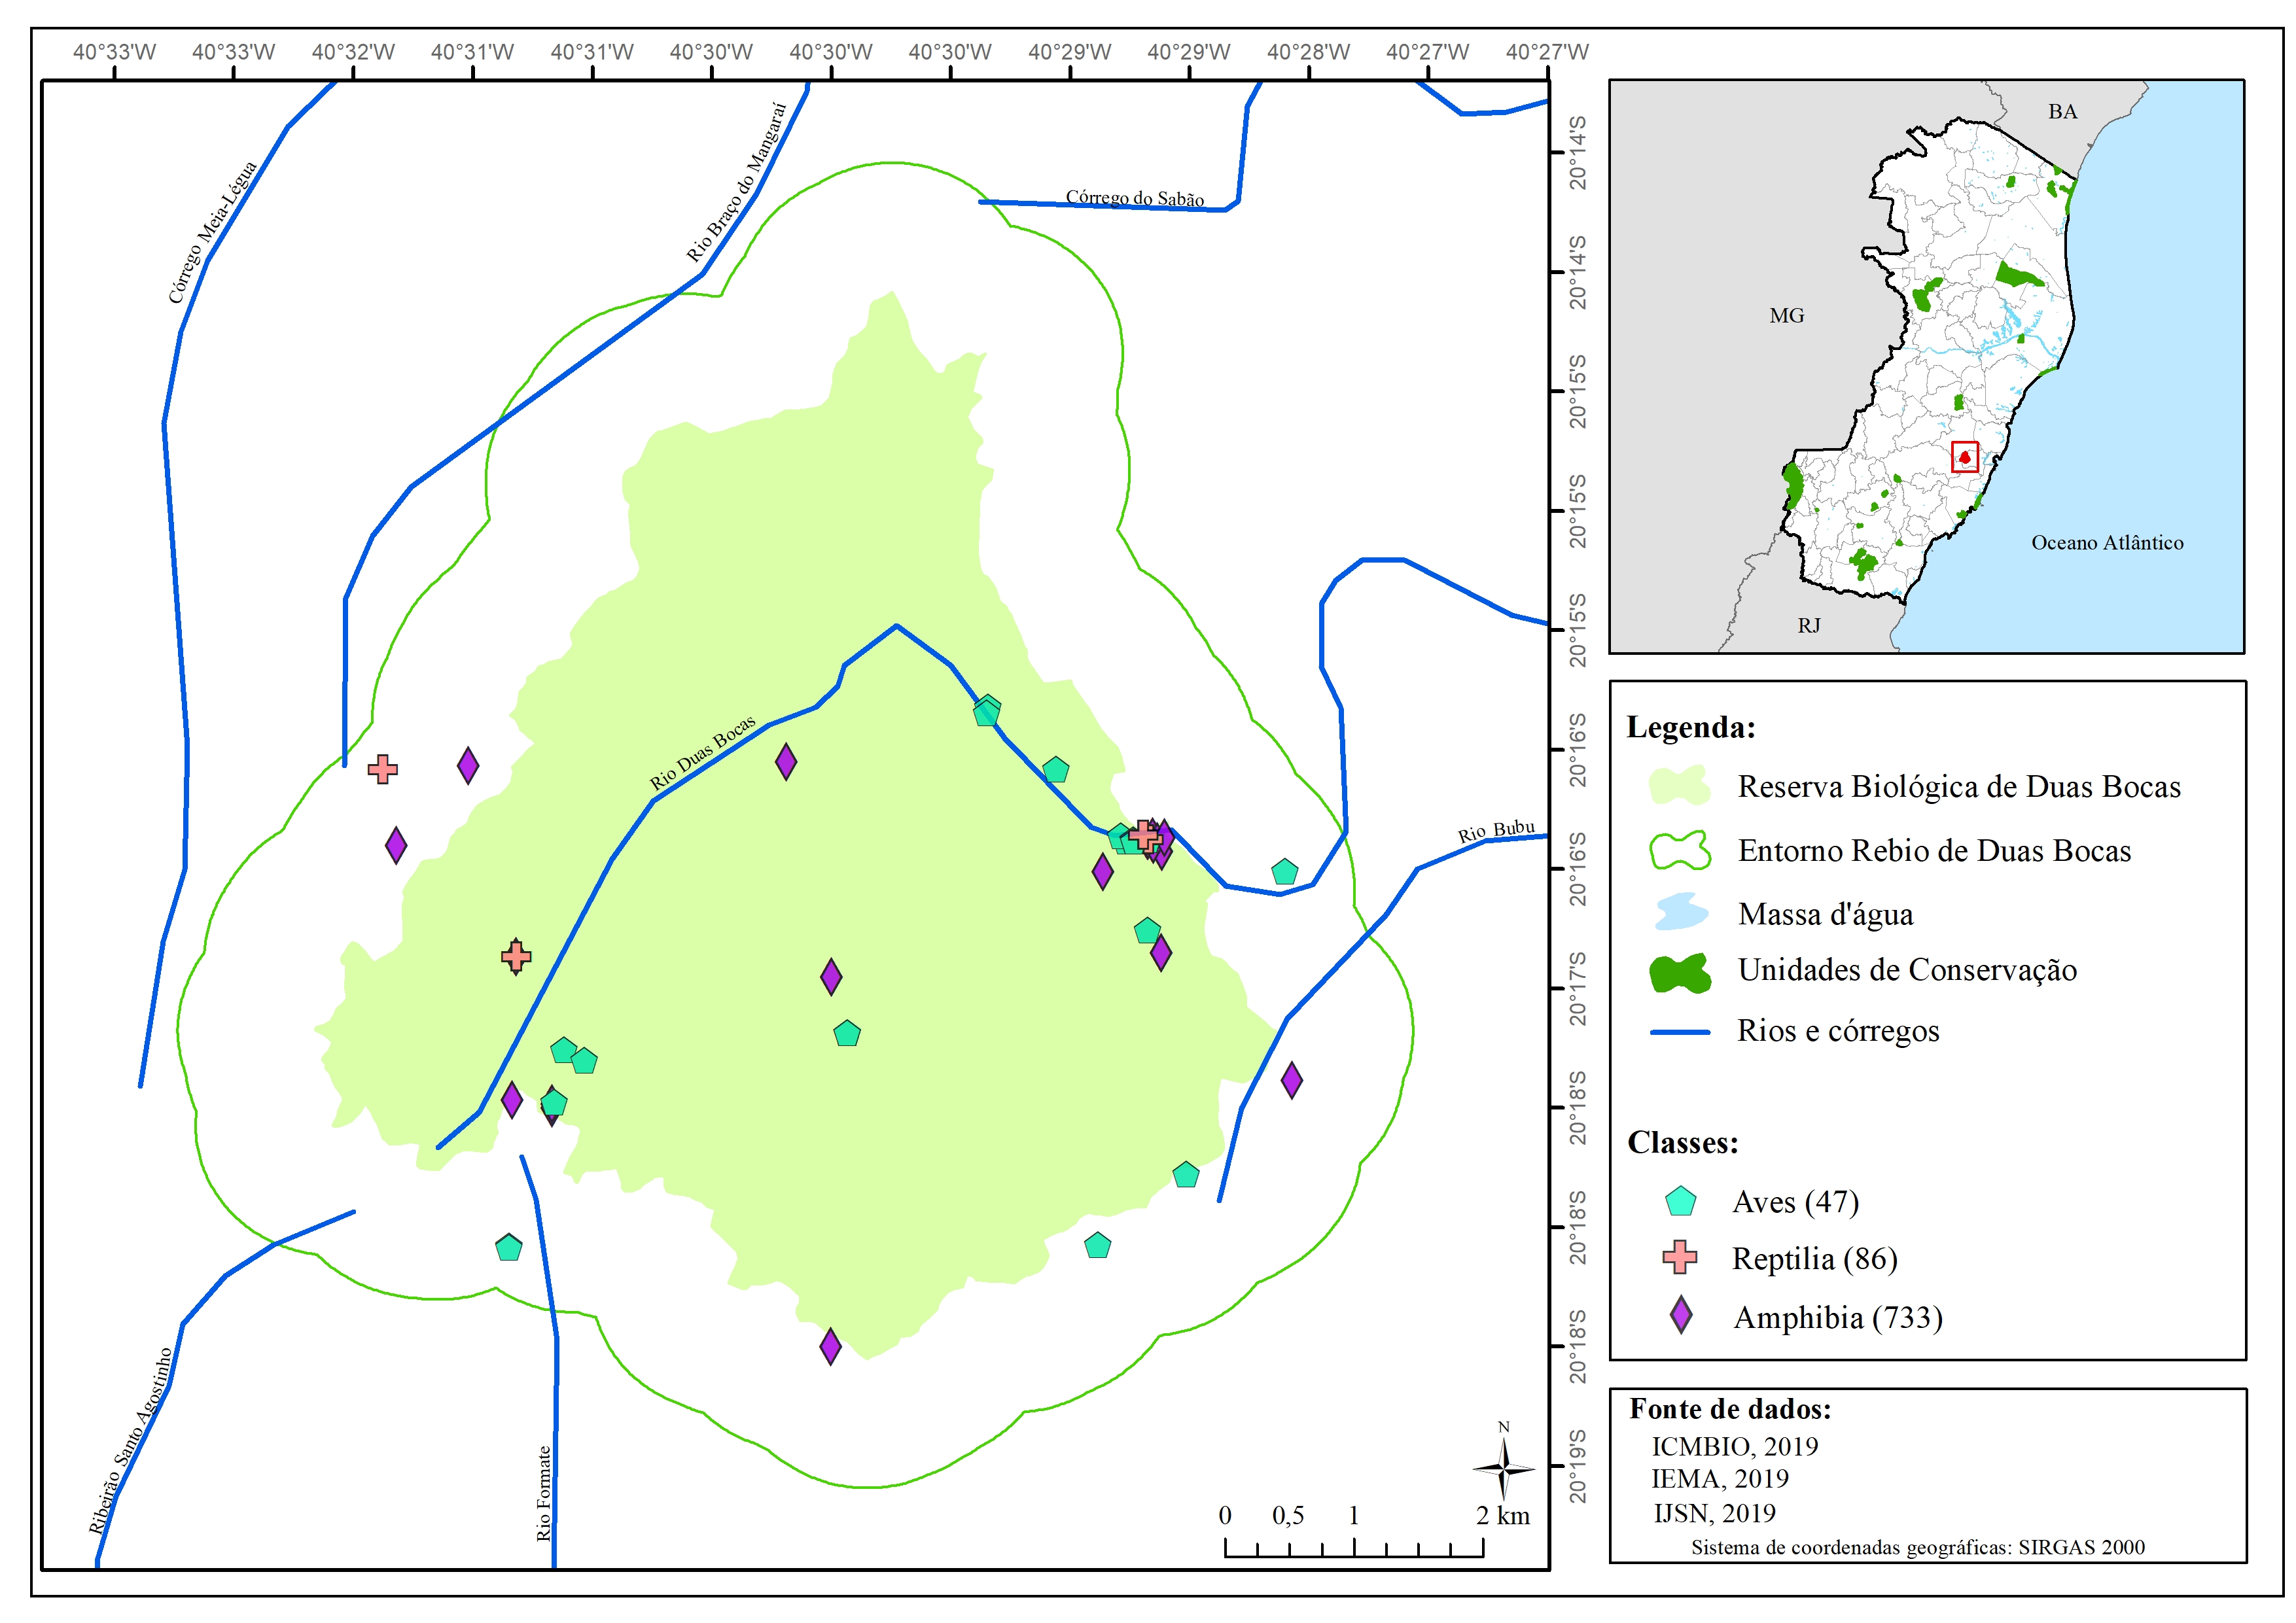 40°33'W 40°33'W 40°32'W 40°31'W 40°31'W 40°30'W 40°30'W 40°30'W 40°29'W 40°29'W 40°28'W 40°27'W 40°27'W
20°14'S
20°14'S
20°15'S
20°15'S
20°15'S
20°16'S
20°16'S
20°17'S
20°18'S
20°18'S
20°18'S
20°19'S
Córrego Meia-Légua
Rio Braço do Mangaraí
Córrego do Sabão
Rio Duas Bocas
Rio Bubu
Ribeirão Santo Agostinho
Rio Formate
N
0 0,5 1 2 km
BA
MG
Oceano Atlântico
RJ
Legenda:
Reserva Biológica de Duas Bocas
Entorno Rebio de Duas Bocas
Massa d'água
Unidades de Conservação
Rios e córregos
Classes:
Aves (47)
Reptilia (86)
Amphibia (733)
Fonte de dados:
ICMBIO, 2019
IEMA, 2019
IJSN, 2019
Sistema de coordenadas geográficas: SIRGAS 2000